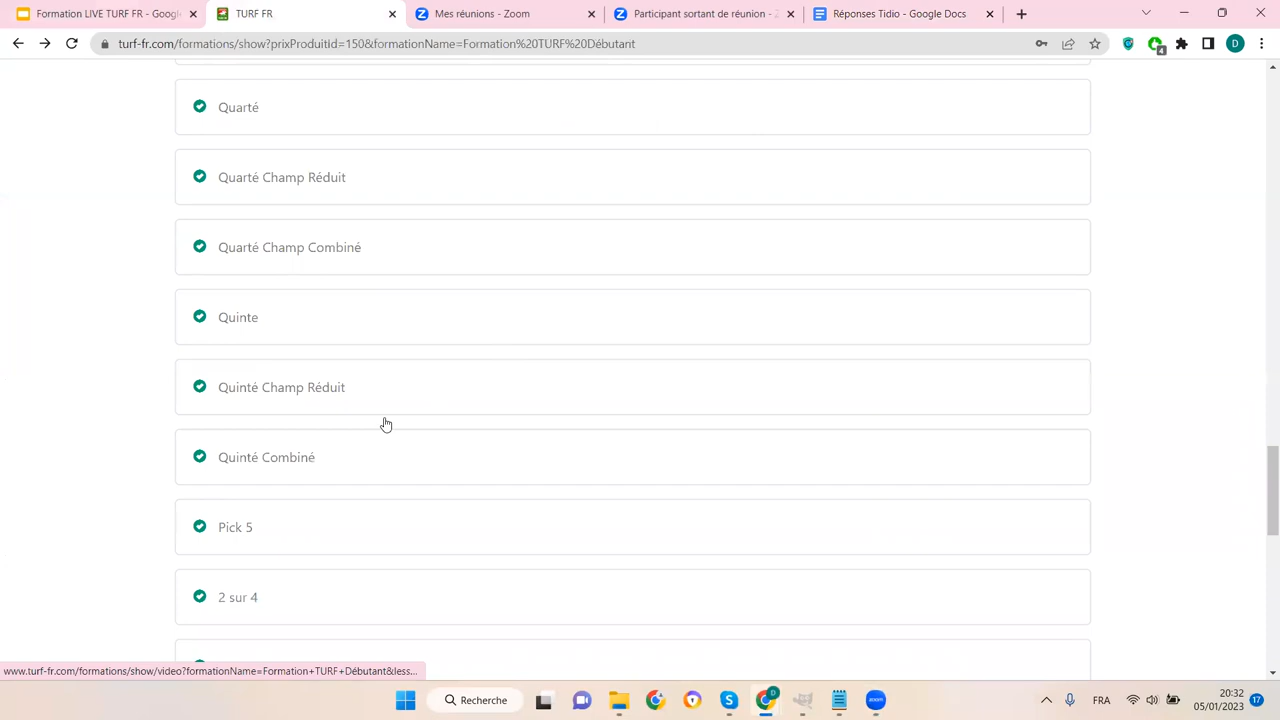 Formation LIVE TURF FR - Googl
TURF FR
Mes réunions - Zoom
Participant sortant de réunion - Z
Réponses Tidio - Google Docs
turf-fr.com/formations/show?prixProduitId=150&formationName=Formation%20TURF%20Débutant
4
D
Quarté
Quarté Champ Réduit
Quarté Champ Combiné
Quinte
Quinté Champ Réduit
Quinté Combiné
Pick 5
2 sur 4
www.turf-fr.com/formations/show/video?formationName=Formation+TURF+Débutant&less...
Recherche
D
zoom
FRA
20:32
05/01/2023
17